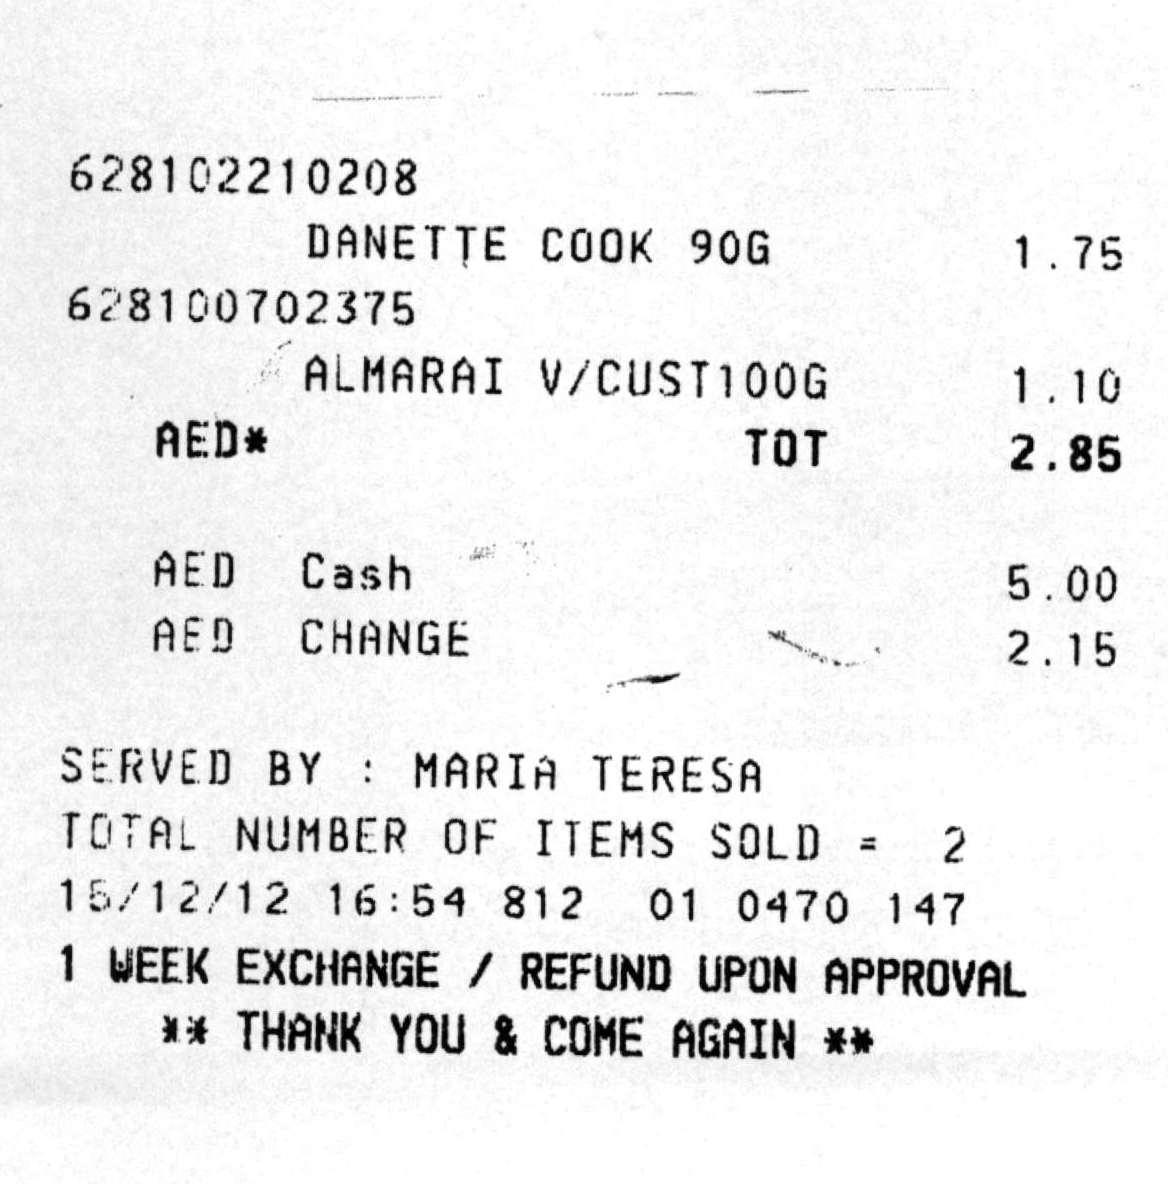 628102210208
DANETTE COOK 90G 1.75
628100702375
ALMARAI V/CUST100G 1.10
AED* TOT 2.85
AED Cash 5.00
AED CHANGE 2.15
SERVED BY : MARIA TERESA
TOTAL NUMBER OF ITEMS SOLD = 2
15/12/12 16:54 812 01 0470 147
1 WEEK EXCHANGE / REFUND UPON APPROVAL
** THANK YOU & COME AGAIN **